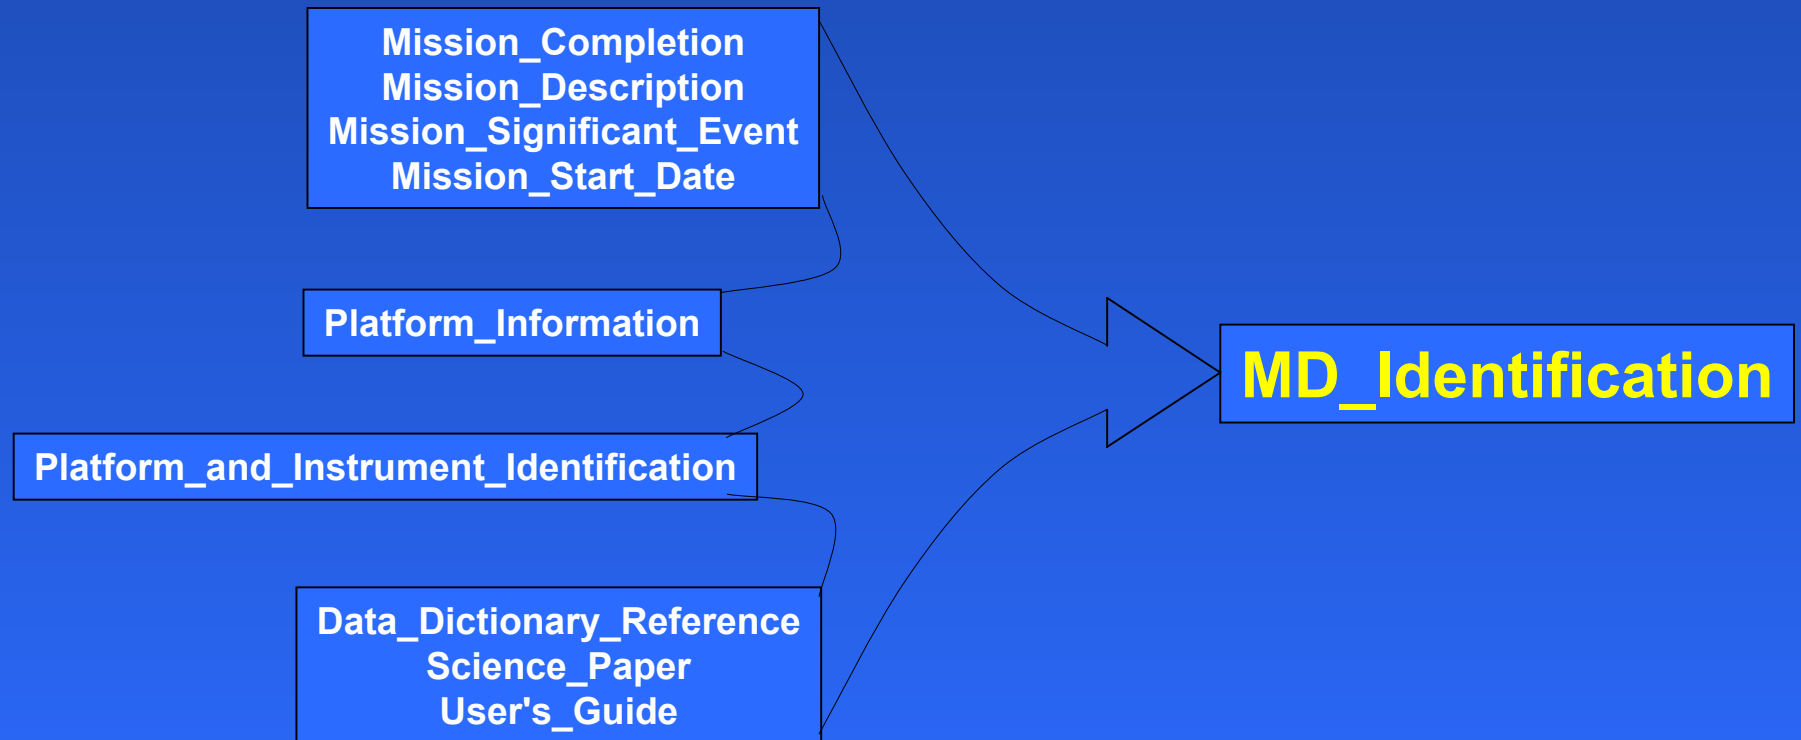 Mission_Completion
Mission_Description
Mission_Significant_Event
Mission_Start_Date
Platform_Information
MD_Identification
Platform_and_Instrument_Identification
Data_Dictionary_Reference
Science_Paper
User's_Guide